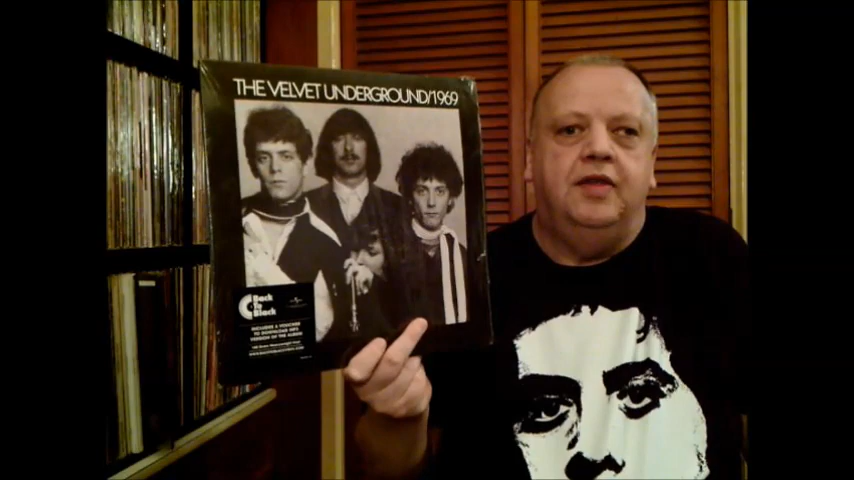 THE VELVET UNDERGROUND/1969
Back
To
Black
INCLUDES A VOUCHER
TO DOWNLOAD MP3
VERSION OF THE ALBUM